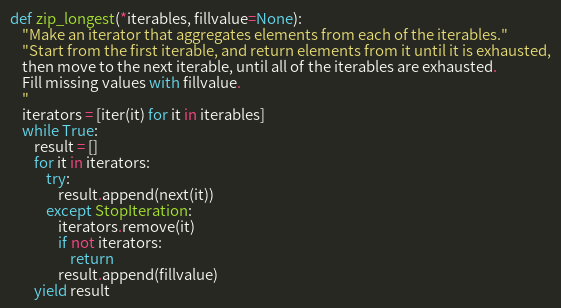 def zip_longest(*iterables, fillvalue=None):
    "Make an iterator that aggregates elements from each of the iterables."
    "Start from the first iterable, and return elements from it until it is exhausted,
    then move to the next iterable, until all of the iterables are exhausted.
    Fill missing values with fillvalue.
    "
    iterators = [iter(it) for it in iterables]
    while True:
        result = []
        for it in iterators:
            try:
                result.append(next(it))
            except StopIteration:
                iterators.remove(it)
                if not iterators:
                    return
                result.append(fillvalue)
        yield result